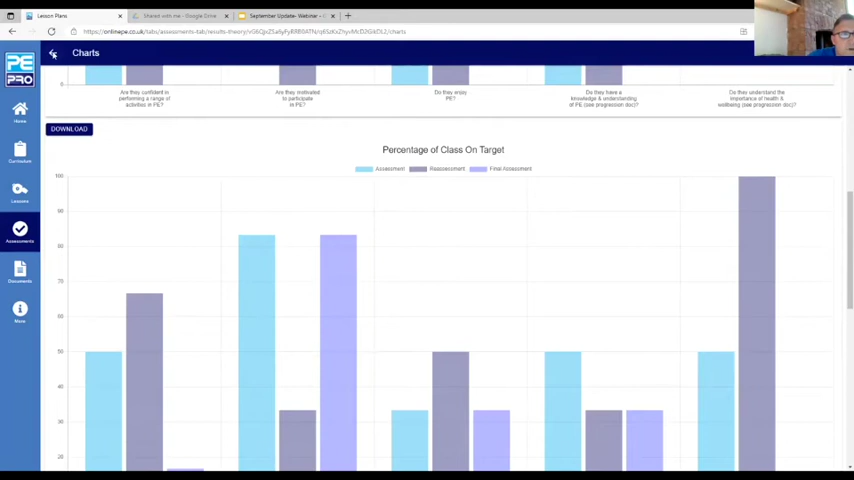 Lesson Plans
Shared with me - Google Drive
September Update- Webinar -
Charts
PE
PRO
Home
Curriculum
Lessons
Assessments
Documents
More
0
Are they confident in
performing a range of
activities in PE?
Are they motivated
to participate
in PE?
Do they enjoy
PE?
Do they have a
knowledge & understanding
of PE (see progression doc)?
Do they understand the
importance of health &
wellbeing (see progression doc)?
DOWNLOAD
Percentage of Class On Target
Assessment
Reassessment
Final Assessment
100
90
80
70
60
50
40
30
20